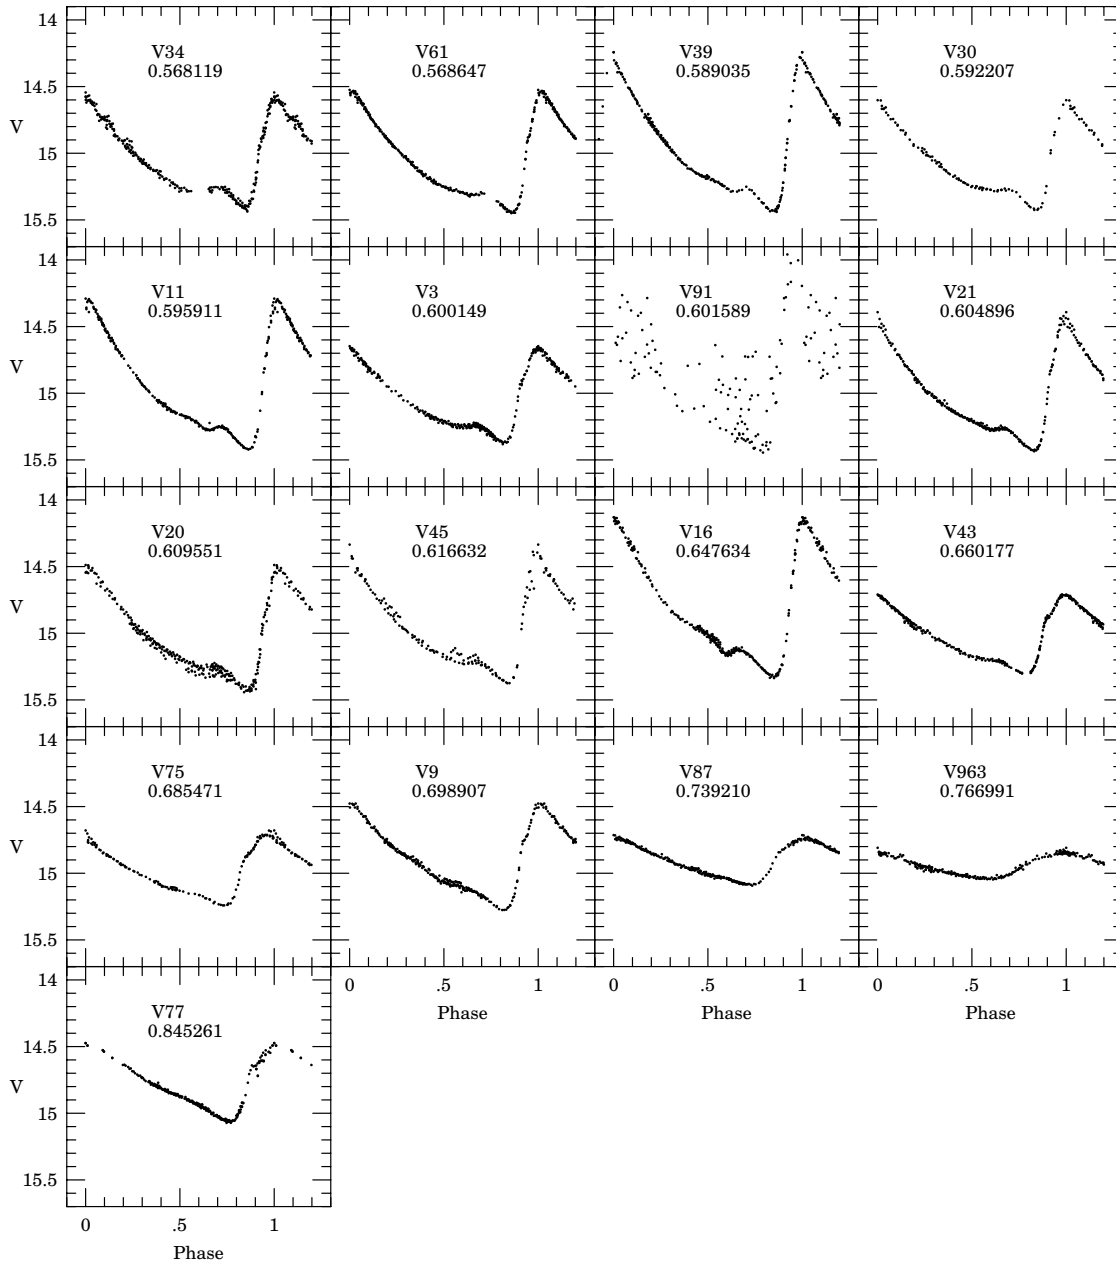 14
14.5
V
15
15.5
V34
0.568119
V61
0.568647
V39
0.589035
V30
0.592207
14
14.5
V
15
15.5
V11
0.595911
V3
0.600149
V91
0.601589
V21
0.604896
14
14.5
V
15
15.5
V20
0.609551
V45
0.616632
V16
0.647634
V43
0.660177
14
14.5
V
15
15.5
V75
0.685471
V9
0.698907
V87
0.739210
V963
0.766991
0 .5 1
Phase
0 .5 1
Phase
0 .5 1
Phase
14
14.5
V
15
15.5
V77
0.845261
0 .5 1
Phase